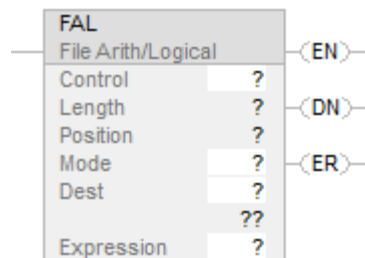 FAL
File Arith/Logical (EN)
Control ?
Length ? (DN)
Position ?
Mode ? (ER)
Dest ?
??
Expression ?